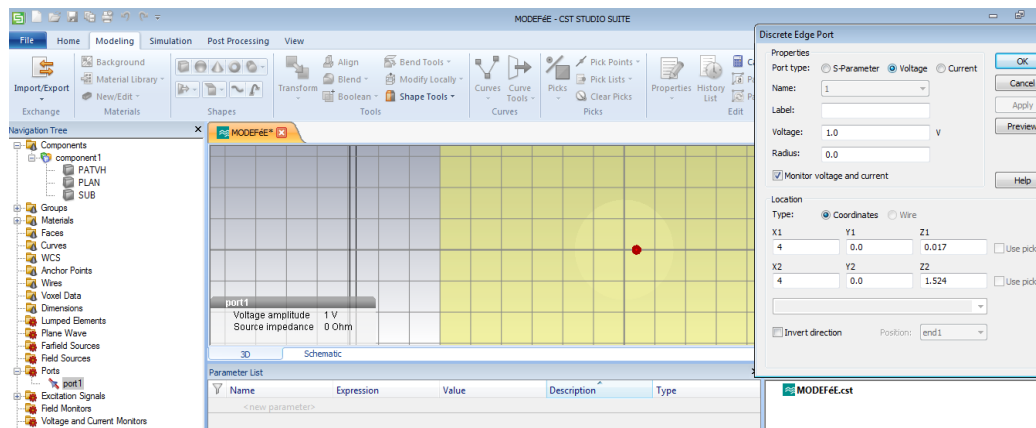 MODEFéE - CST STUDIO SUITE
File Home Modeling Simulation Post Processing View
Import/Export
Exchange
Background
Material Library
New/Edit
Materials
Shapes
Transform
Align
Blend
Boolean
Bend Tools
Modify Locally
Shape Tools
Tools
Curves
Curve Tools
Curves
Picks
Pick Points
Pick Lists
Clear Picks
Picks
Properties
History List
Edit
Navigation Tree
Components
component1
PATVH
PLAN
SUB
Groups
Materials
Faces
Curves
WCS
Anchor Points
Wires
Voxel Data
Dimensions
Lumped Elements
Plane Wave
Farfield Sources
Field Sources
Ports
port1
Excitation Signals
Field Monitors
Voltage and Current Monitors
MODEFéE*
port1
Voltage amplitude 1 V
Source impedance 0 Ohm
3D Schematic
Parameter List
Name Expression Value Description Type
<new parameter>
Discrete Edge Port
Properties
Port type: S-Parameter Voltage Current
Name: 1
Label:
Voltage: 1.0 V
Radius: 0.0
Monitor voltage and current
Location
Type: Coordinates Wire
X1 Y1 Z1
4 0.0 0.017 Use pick
X2 Y2 Z2
4 0.0 1.524 Use pick
Invert direction Position: end1
OK
Cancel
Apply
Preview
Help
MODEFéE.cst